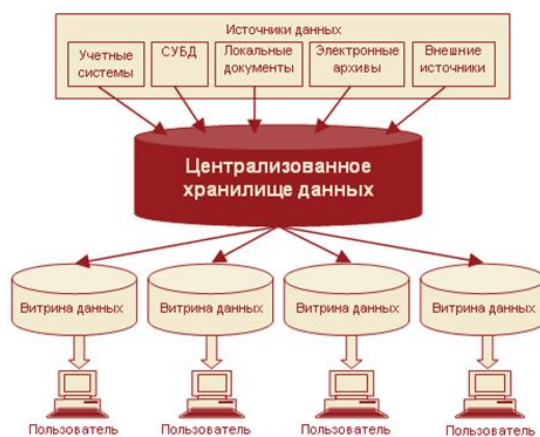 Источники данных
Учетные
системы
СУБД
Локальные
документы
Электронные
архивы
Внешние
источники
Централизованное
хранилище данных
Витрина данных
Витрина данных
Витрина данных
Витрина данных
Пользователь
Пользователь
Пользователь
Пользователь